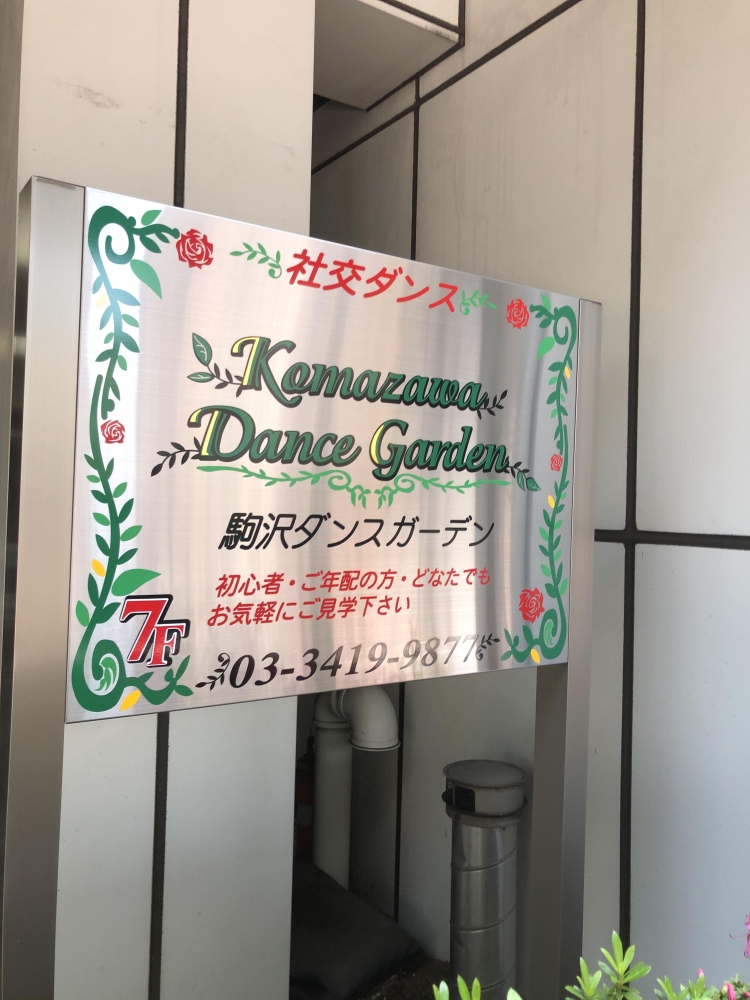 社交ダンス
Komazawa
Dance Garden
駒沢ダンスガーデン
初心者・ご年配の方・どなたでも
お気軽にご見学下さい
7F
03-3419-9877